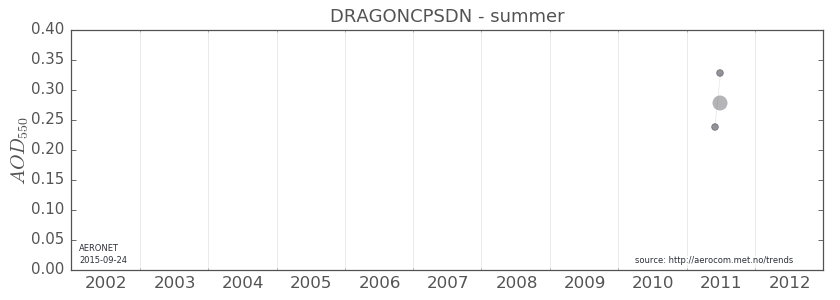 DRAGONCPSDN - summer
0.40
0.35
0.30
0.25
0.20
0.15
0.10
0.05
0.00
AOD550
AERONET
2015-09-24
source: http://aerocom.met.no/trends
2002 2003 2004 2005 2006 2007 2008 2009 2010 2011 2012